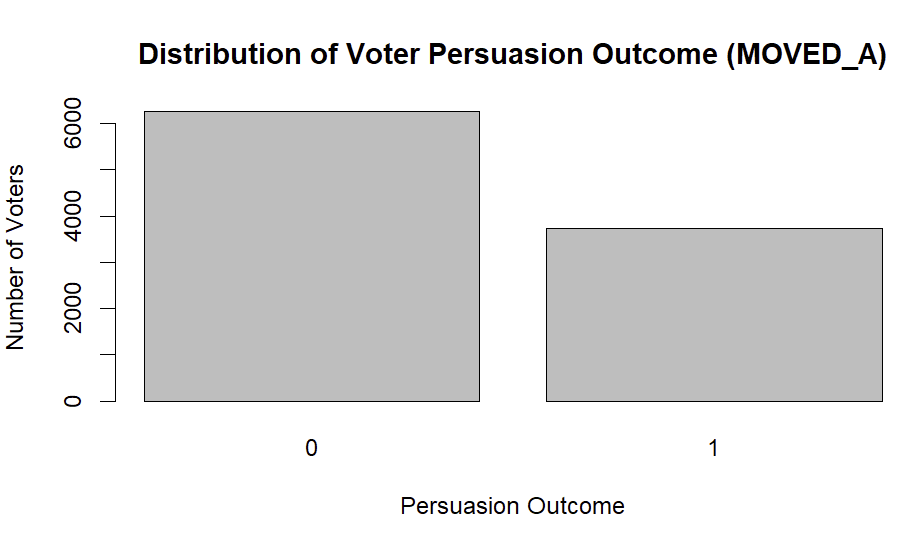 Distribution of Voter Persuasion Outcome (MOVED_A)
Number of Voters
6000
4000
2000
0
0
1
Persuasion Outcome